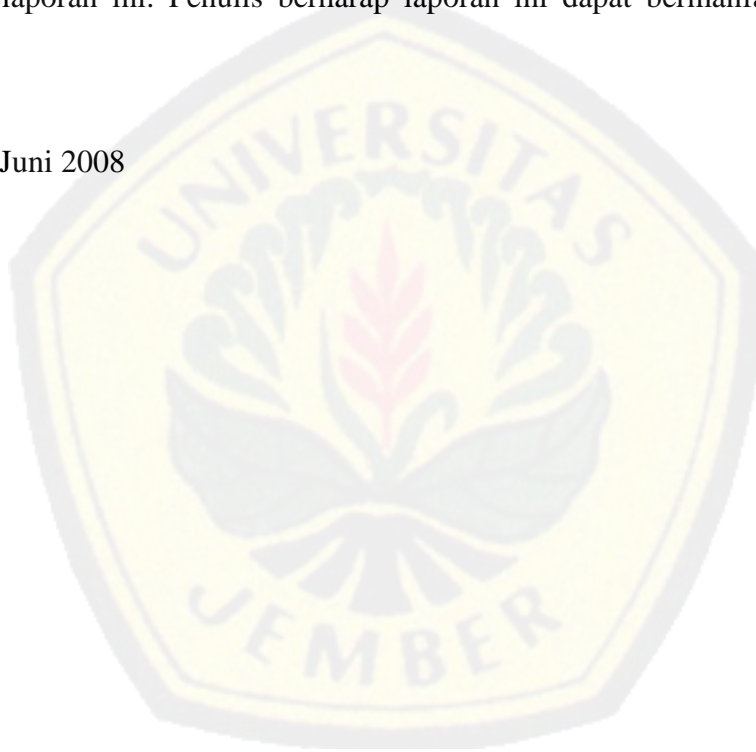 laporan ini. Penulis berharap laporan ini dapat
Juni 2008
UNIVERSITAS
JEMBER